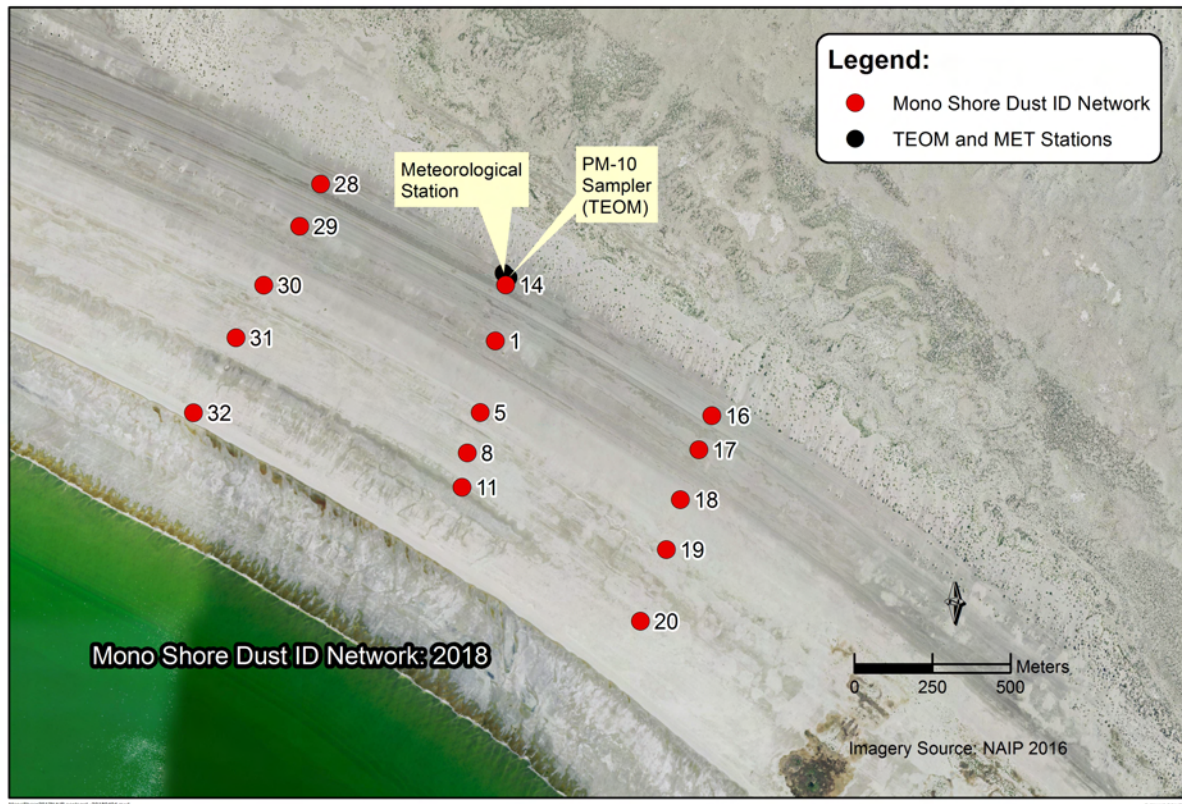 Legend:
Mono Shore Dust ID Network
TEOM and MET Stations
Meteorological
Station
PM-10
Sampler
(TEOM)
28
29
30
31
32
14
1
5
8
11
16
17
18
19
20
Mono Shore Dust ID Network: 2018
Meters
0 250 500
Imagery Source: NAIP 2016